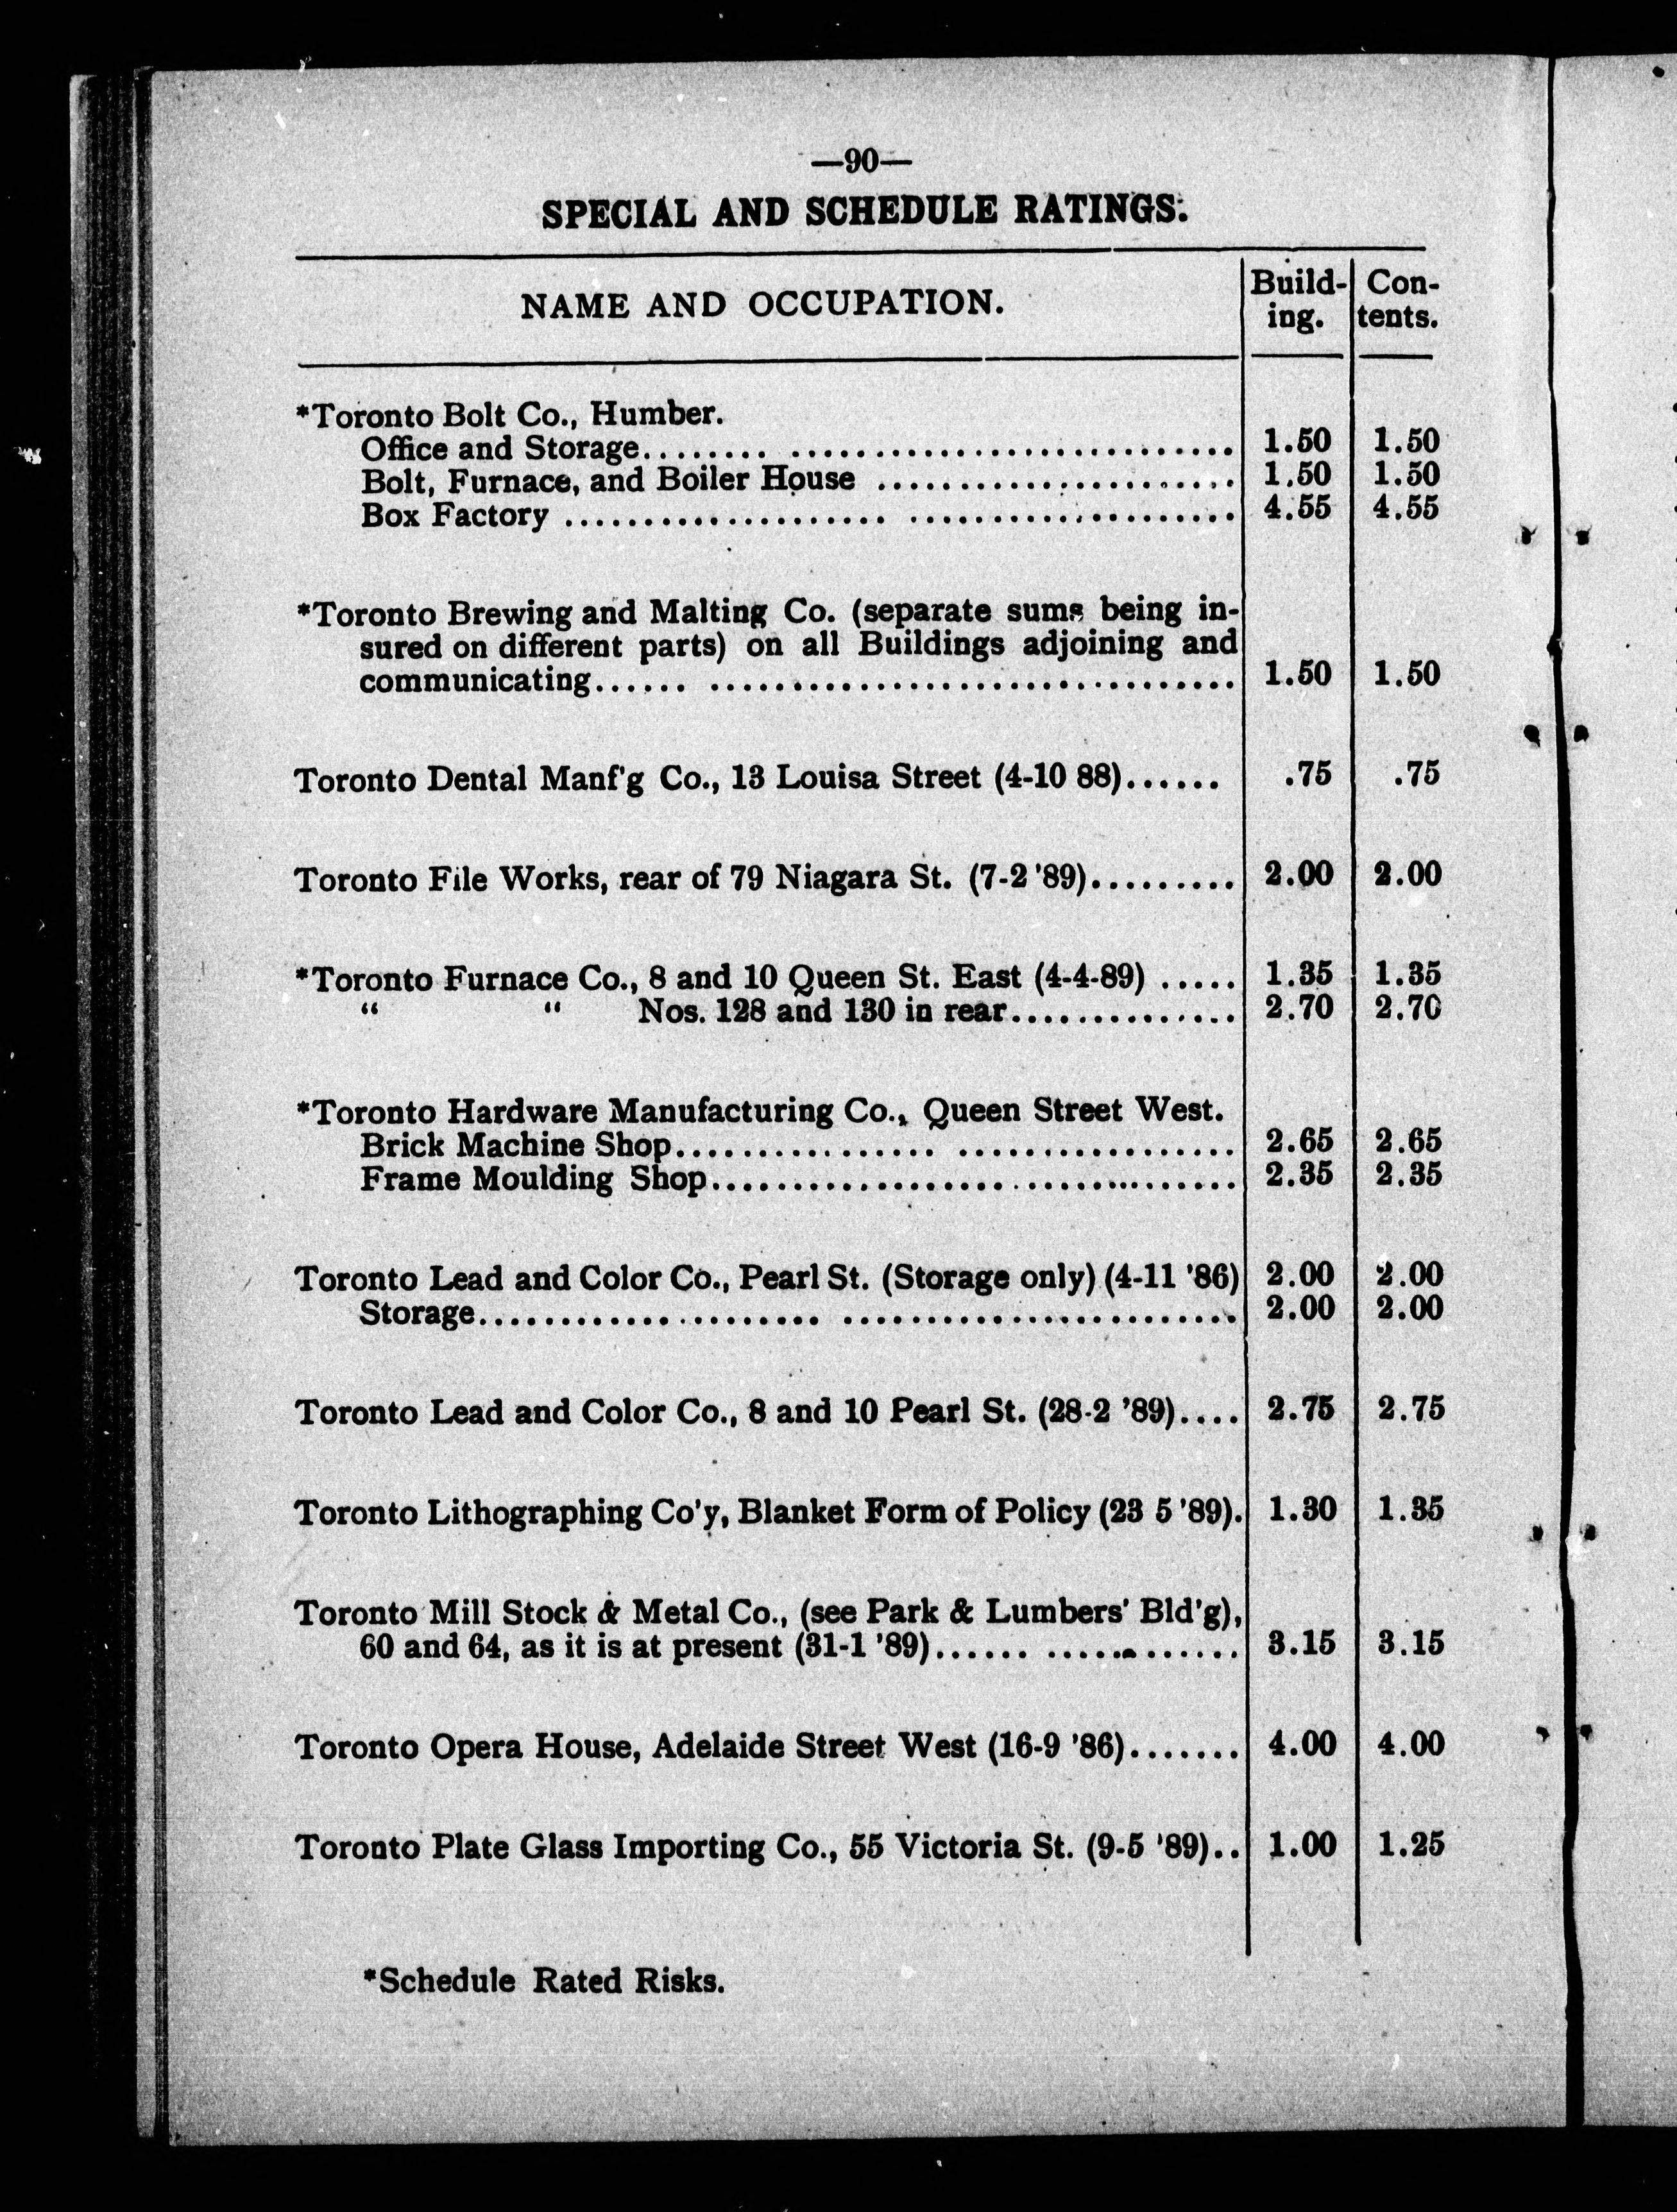 —90—
SPECIAL AND SCHEDULE RATINGS.
NAME AND OCCUPATION. Build- Con-
ing. tents.
*Toronto Bolt Co., Humber.
Office and Storage........ ........................... 1.50 1.50
Bolt, Furnace, and Boiler House ...................... 1.50 1.50
Box Factory .................... .................... 4.55 4.55
*Toronto Brewing and Malting Co. (separate sums being in-
sured on different parts) on all Buildings adjoining and
communicating...... ................................ 1.50 1.50
Toronto Dental Manf'g Co., 13 Louisa Street (4-10 88)...... .75 .75
Toronto File Works, rear of 79 Niagara St. (7-2 '89)......... 2.00 2.00
*Toronto Furnace Co., 8 and 10 Queen St. East (4-4-89) ..... 1.35 1.35
“ “ Nos. 128 and 130 in rear.............. 2.70 2.70
*Toronto Hardware Manufacturing Co., Queen Street West.
Brick Machine Shop................ ................. 2.65 2.65
Frame Moulding Shop................................ 2.35 2.35
Toronto Lead and Color Co., Pearl St. (Storage only) (4-11 '86) 2.00 2.00
Storage..................... ........................ 2.00 2.00
Toronto Lead and Color Co., 8 and 10 Pearl St. (28-2 '89).... 2.75 2.75
Toronto Lithographing Co'y, Blanket Form of Policy (23 5 '89). 1.30 1.35
Toronto Mill Stock & Metal Co., (see Park & Lumbers' Bld'g),
60 and 64, as it is at present (31-1 '89)...... ............ 3.15 3.15
Toronto Opera House, Adelaide Street West (16-9 '86)....... 4.00 4.00
Toronto Plate Glass Importing Co., 55 Victoria St. (9-5 '89).. 1.00 1.25
*Schedule Rated Risks.